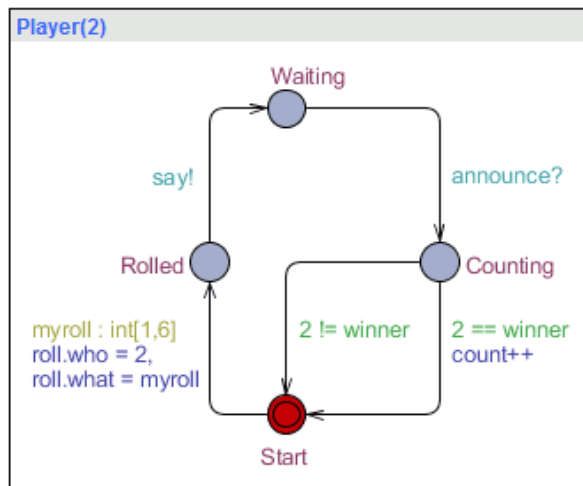 Player(2)
Waiting
say!
announce?
Rolled
Counting
myroll : int[1,6]
roll.who = 2,
roll.what = myroll
2 != winner
2 == winner
count++
Start